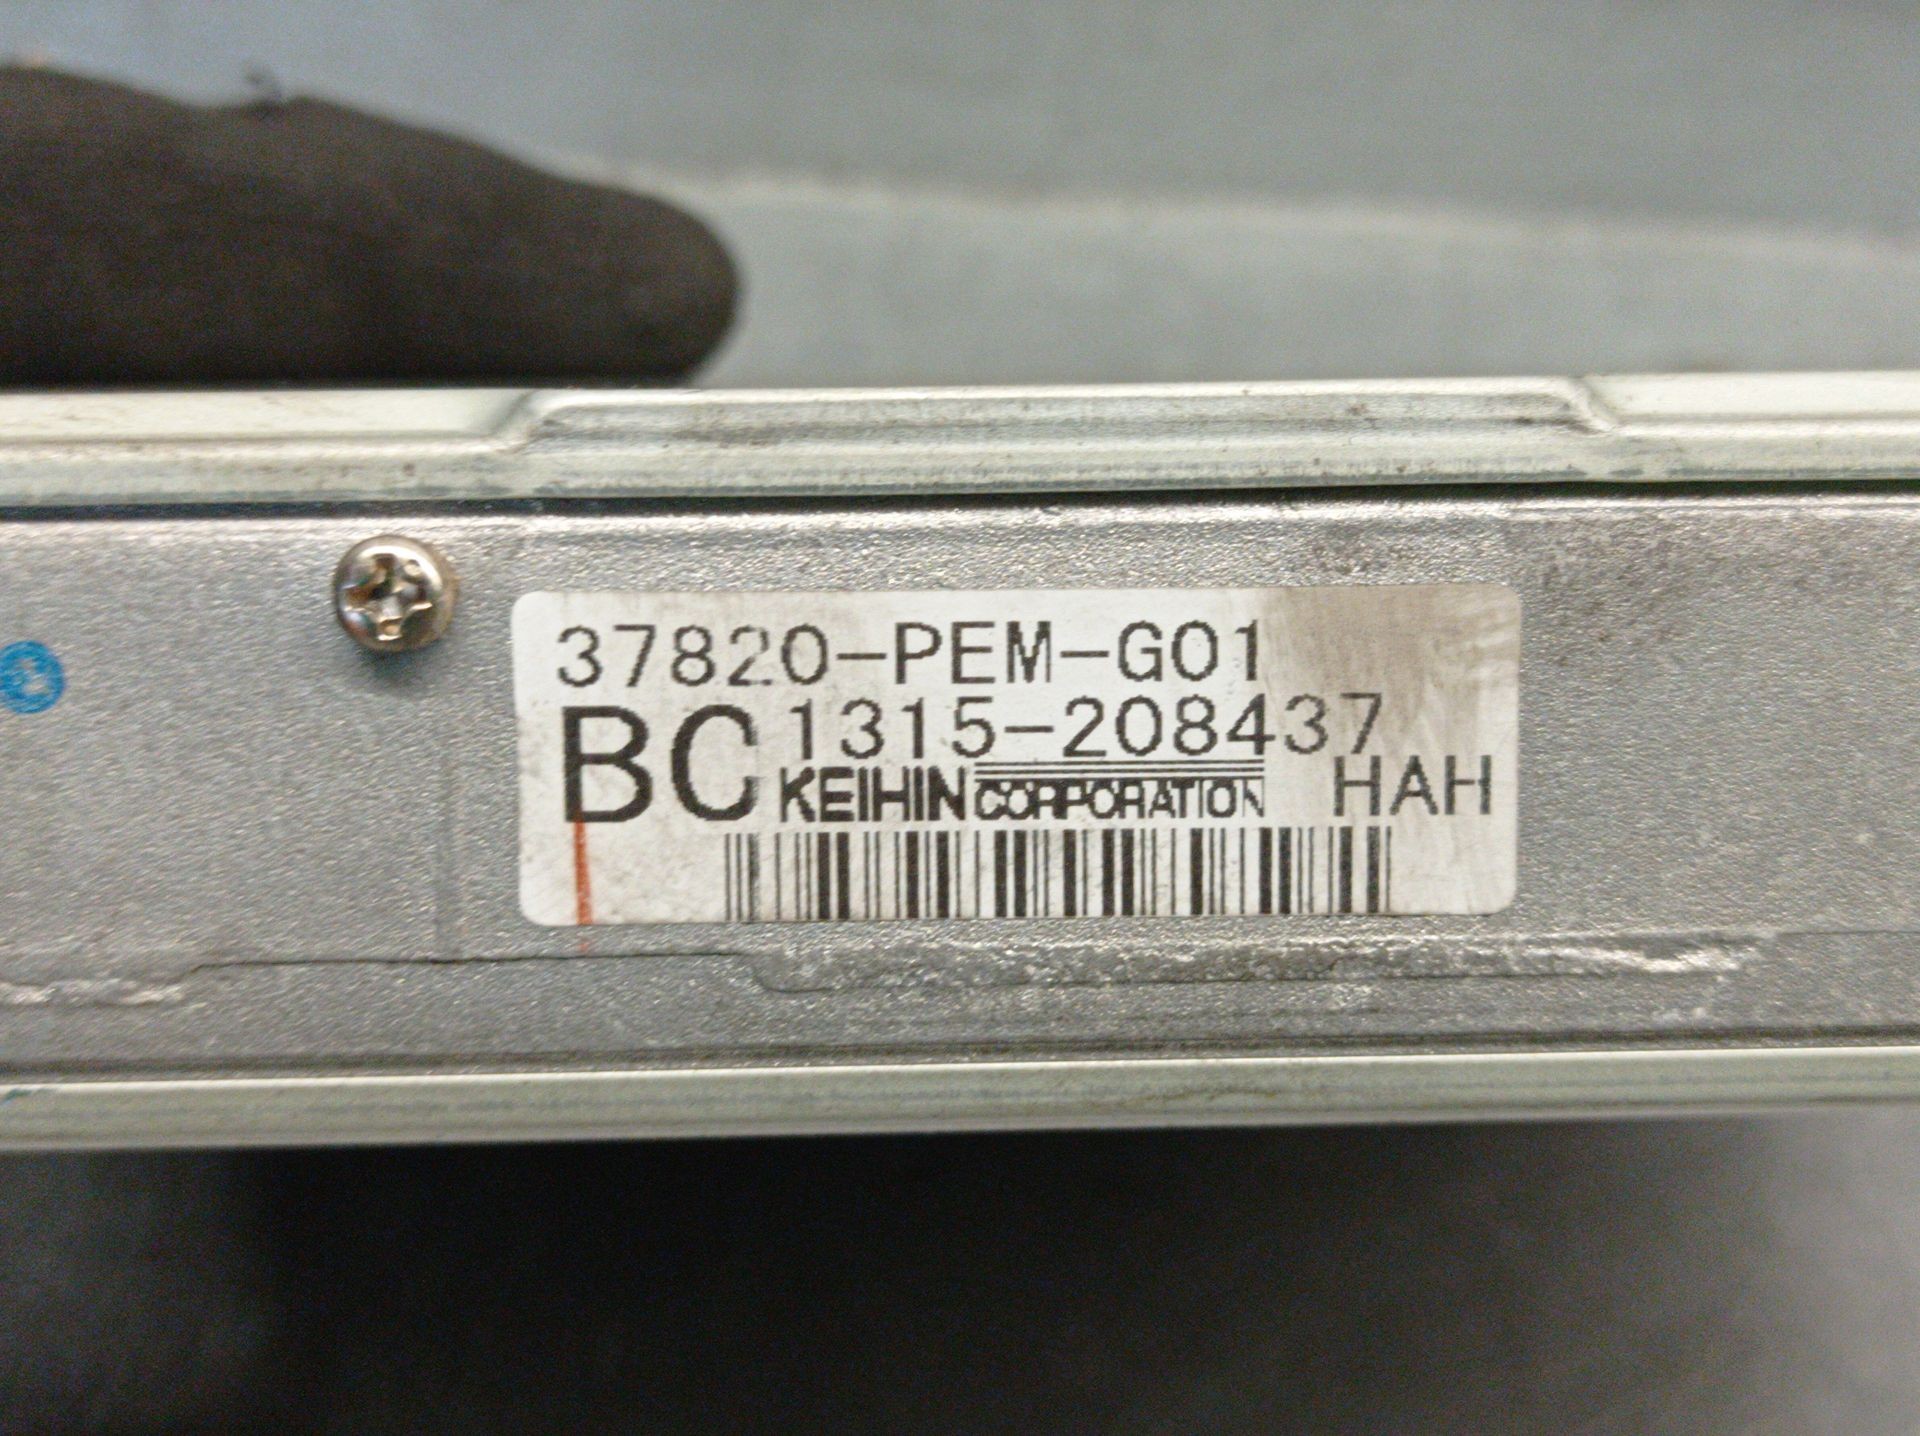 37820-PEM-G01
BC 1315-208437
KEIHIN CORPORATION HAH